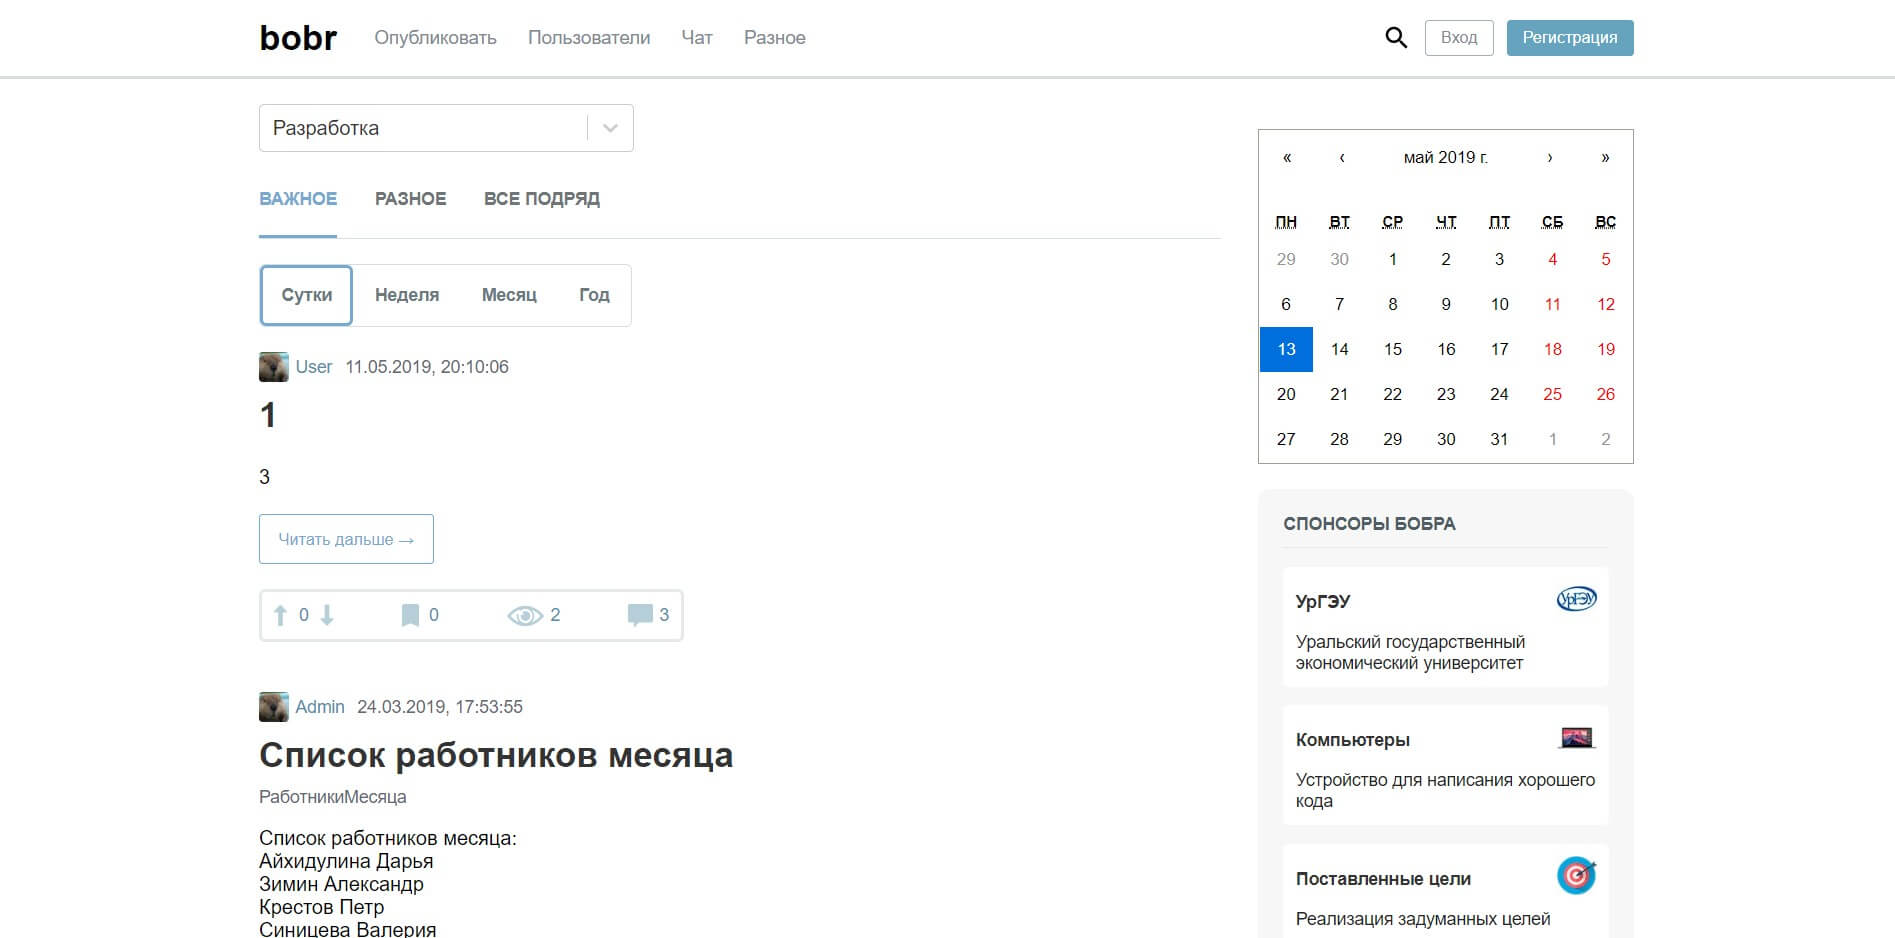 bobr Опубликовать Пользователи Чат Разное Вход Регистрация
Разработка
ВАЖНОЕ РАЗНОЕ ВСЕ ПОДРЯД
Сутки Неделя Месяц Год
User 11.05.2019, 20:10:06
1
3
Читать дальше →
0 0 2 3
Admin 24.03.2019, 17:53:55
Список работников месяца
РаботникиМесяца
Список работников месяца:
Айхидулина Дарья
Зимин Александр
Крестов Петр
Синицева Валерия
« ‹ май 2019 г. › »
ПН ВТ СР ЧТ ПТ СБ ВС
29 30 1 2 3 4 5
6 7 8 9 10 11 12
13 14 15 16 17 18 19
20 21 22 23 24 25 26
27 28 29 30 31 1 2
СПОНСОРЫ БОБРА
УрГЭУ
УрГЭУ
Уральский государственный
экономический университет
Компьютеры
Устройство для написания хорошего
кода
Поставленные цели
Реализация задуманных целей